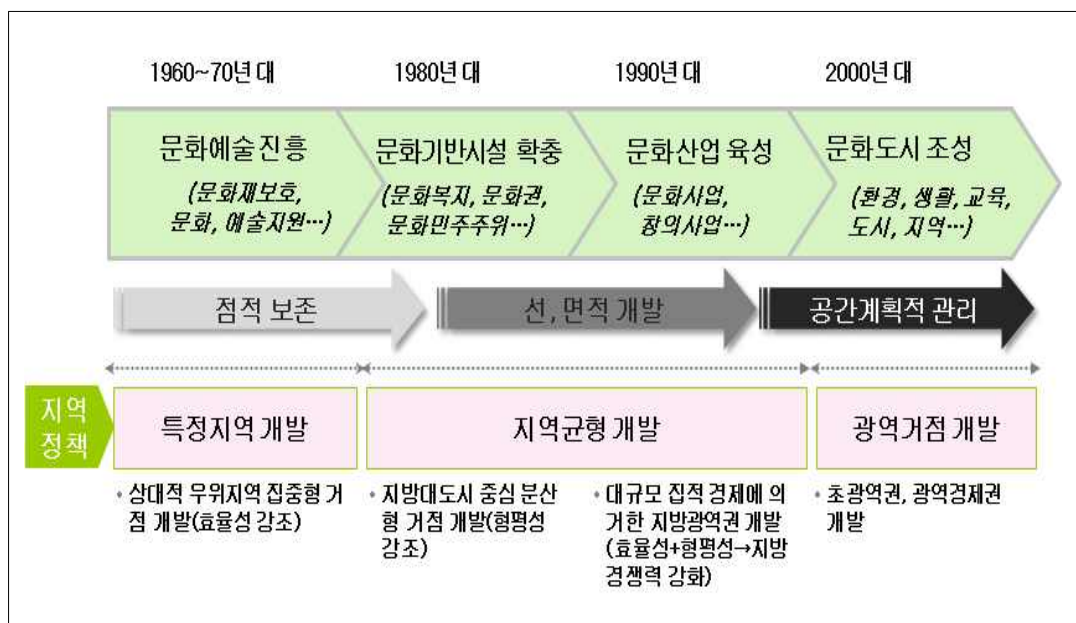 1960~70년대
1980년대
1990년대
2000년대
문화예술 진흥
(문화재보호,
문화, 예술지원…)
문화기반시설 확충
(문화복지, 문화권,
문화민주주위…)
문화산업 육성
(문화사업,
창의사업…)
문화도시 조성
(환경, 생활, 교육,
도시, 지역…)
점적 보존
선, 면적 개발
공간계획적 관리
지역
정책
특정지역 개발
지역균형 개발
광역거점 개발
• 상대적 우위지역 집중형 거
점 개발(효율성 강조)
• 지방대도시 중심 분산
형 거점 개발(형평성
강조)
• 대규모 집적 경제에 의
거한 지방광역권 개발
(효율성+형평성→지방
경쟁력 강화)
• 초광역권, 광역경제권
개발